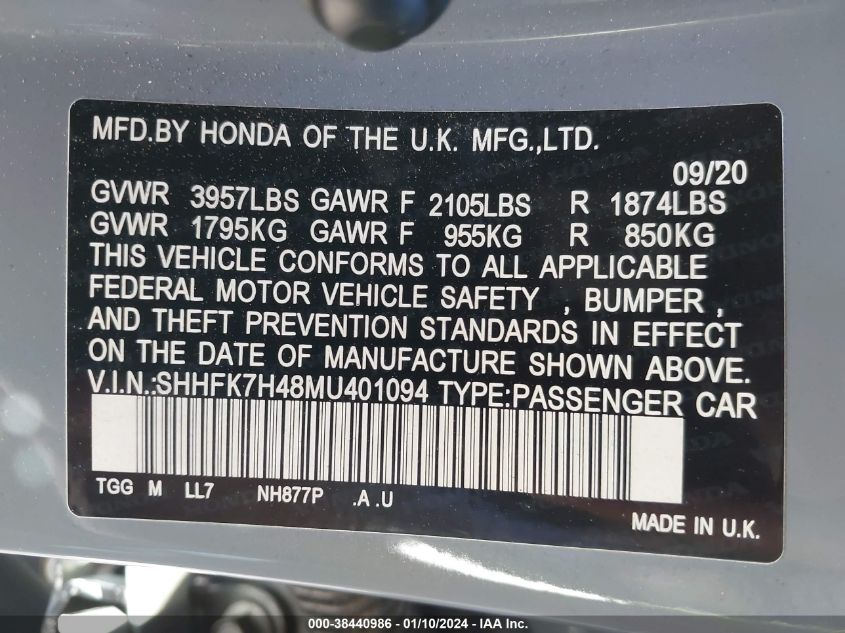 MFD.BY HONDA OF THE U.K. MFG.,LTD.
09/'20
GVWR 3957LBS GAWR F 2105LBS R 1874LBS
GVWR 1795KG GAWR F 955KG R 850KG
THIS VEHICLE CONFORMS TO ALL APPLICABLE
FEDERAL MOTOR VEHICLE SAFETY , BUMPER ,
AND THEFT PREVENTION STANDARDS IN EFFECT
ON THE DATE OF MANUFACTURE SHOWN ABOVE.
V.I.N.:SHHFK7H48MU401094 TYPE:PASSENGER CAR
TGG M LL7 NH877P .A .U
MADE IN U.K.
000-38440986 - 01/10/2024 - IAA Inc.